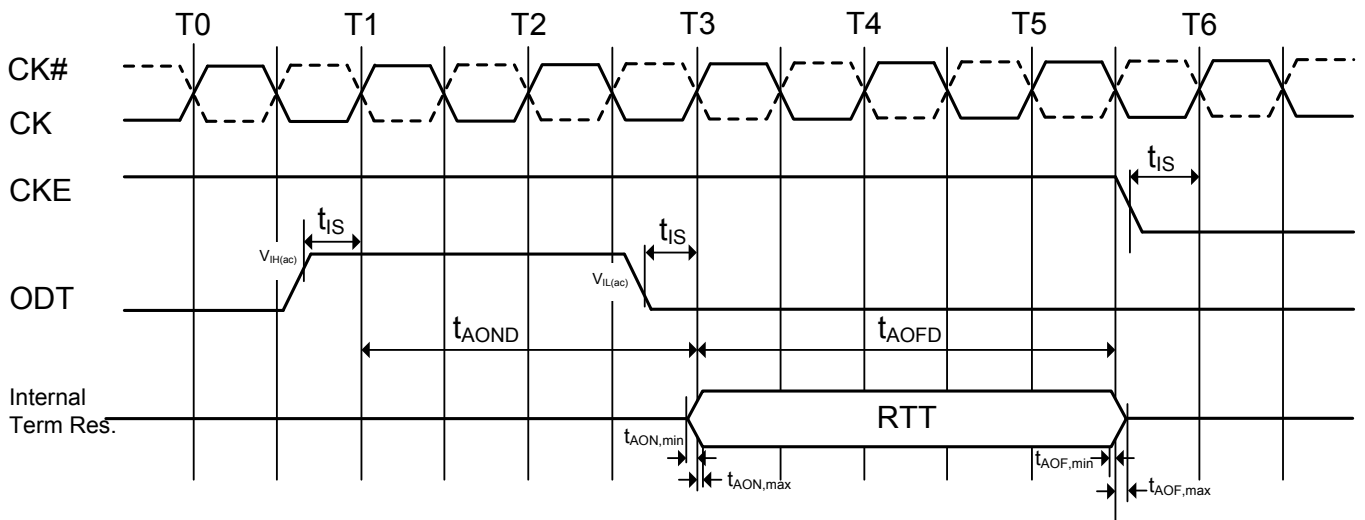 T0 T1 T2 T3 T4 T5 T6
CK#
CK
CKE
tIS
tIS
tIS
VIH(ac)
VIL(ac)
ODT
tAOND
tAOFD
Internal
Term Res.
RTT
tAON,min
tAOF,min
tAON,max
tAOF,max